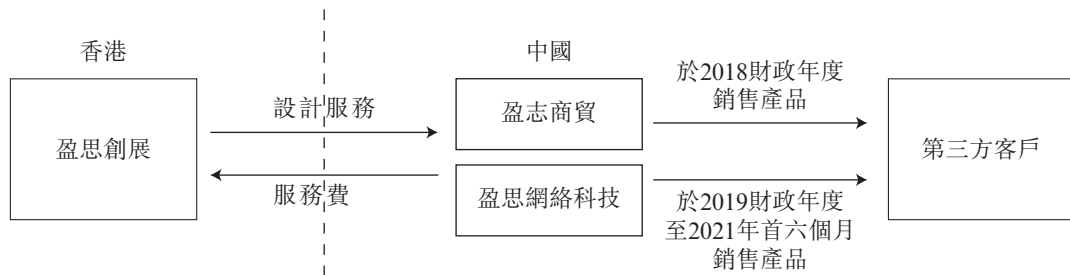 香港
中國
盈思創展
設計服務
服務費
盈志商貿
盈思網絡科技
於2018財政年度
銷售產品
於2019財政年度
至2021年首六個月
銷售產品
第三方客戶